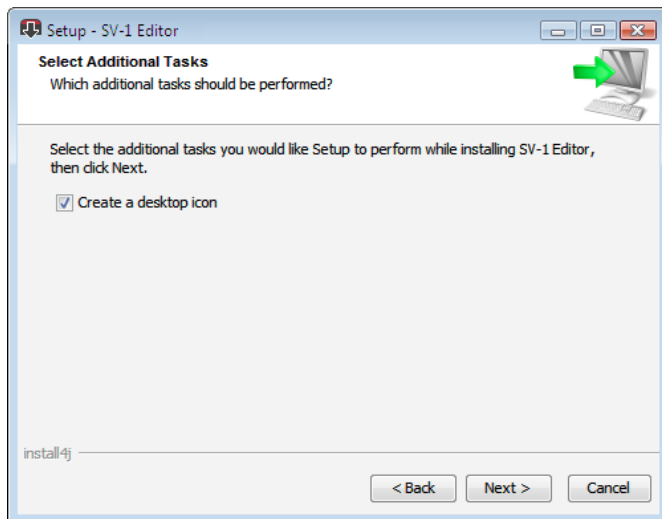 Setup - SV-1 Editor
Select Additional Tasks
Which additional tasks should be performed?
Select the additional tasks you would like Setup to perform while installing SV-1 Editor,
then click Next.
Create a desktop icon
install4j
< Back
Next >
Cancel